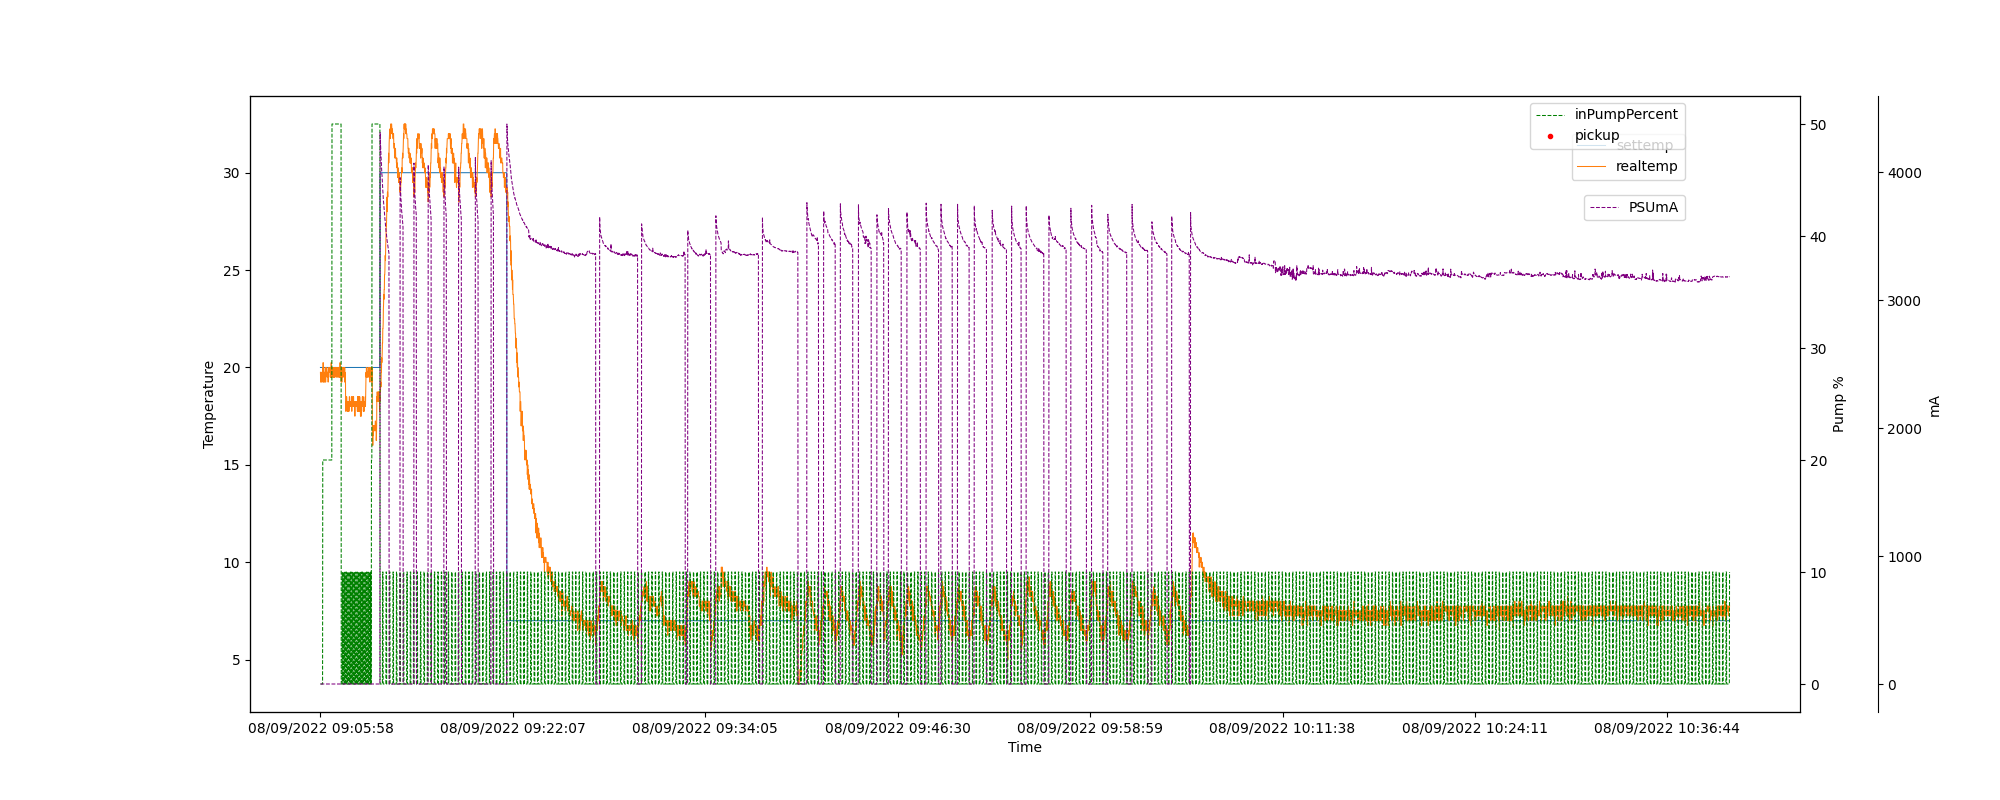 inPumpPercent
pickup
settemp
realtemp
PSUmA
30
25
20
15
10
5
Temperature
50
40
30
20
10
0
Pump %
4000
3000
2000
1000
0
mA
08/09/2022 09:05:58
08/09/2022 09:22:07
08/09/2022 09:34:05
08/09/2022 09:46:30
08/09/2022 09:58:59
08/09/2022 10:11:38
08/09/2022 10:24:11
08/09/2022 10:36:44
Time